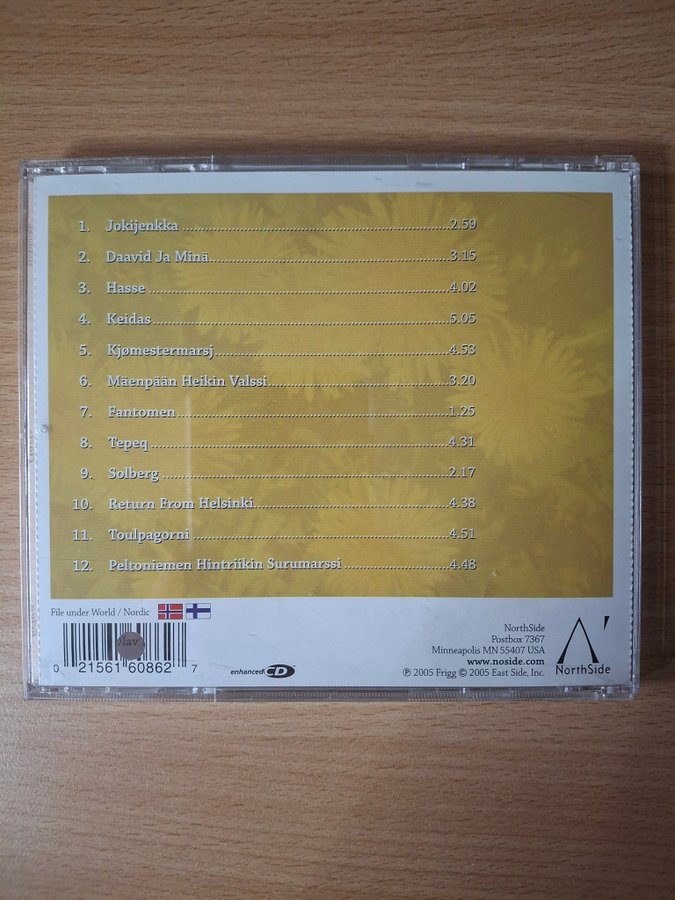 1. Jokijenkka 2.59
2. Daavid Ja Minä 3.15
3. Hasse 4.02
4. Keidas 5.05
5. Kjømestermarsj 4.53
6. Mäenpään Heikin Valssi 3.20
7. Fantomen 1.25
8. Tepeq 4.31
9. Solberg 2.17
10. Return From Helsinki 4.38
11. Toulpagorni 4.51
12. Peltoniemen Hintriikin Surumarssi 4.48
File under World / Nordic
0 21561 60862 7
enhanced CD
NorthSide
Postbox 7367
Minneapolis MN 55407 USA
www.noside.com
℗ 2005 Frigg © 2005 East Side, Inc.
NorthSide